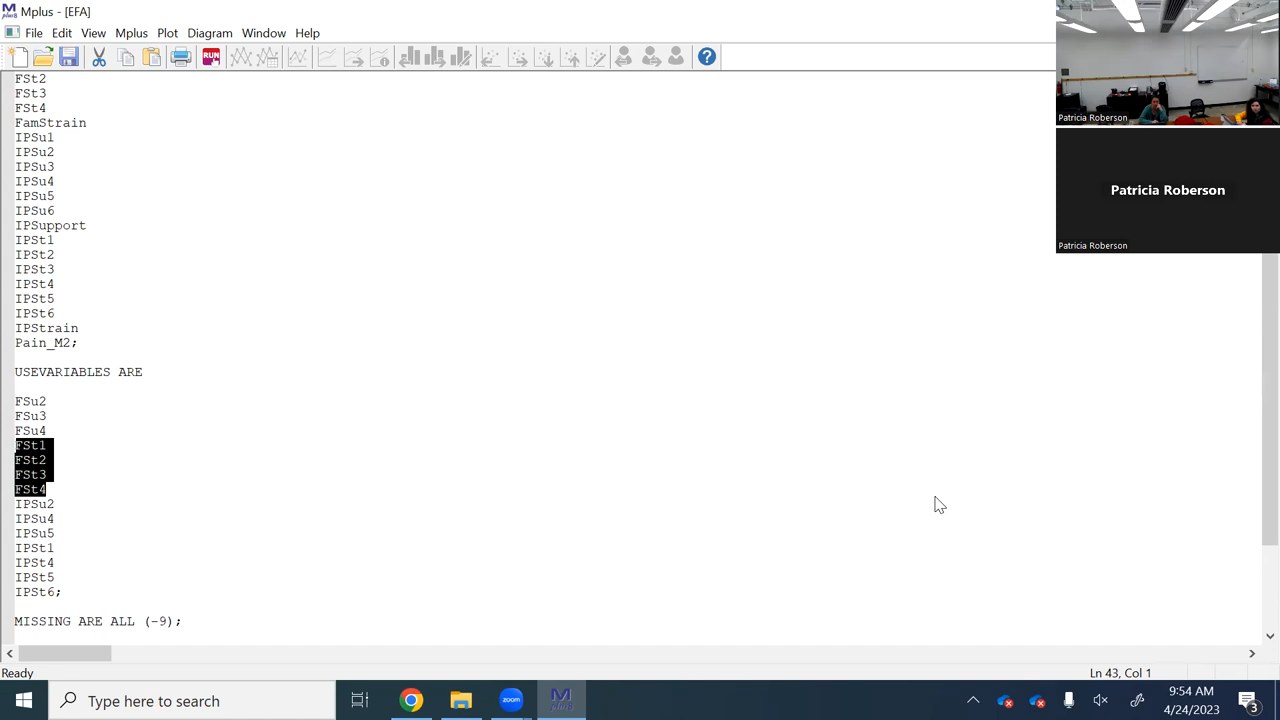 Mplus - [EFA]
File Edit View Mplus Plot Diagram Window Help
RUN
FSt2
FSt3
FSt4
FamStrain
IPSu1
IPSu2
IPSu3
IPSu4
IPSu5
IPSu6
IPSupport
IPSt1
IPSt2
IPSt3
IPSt4
IPSt5
IPSt6
IPStrain
Pain_M2;
USEVARIABLES ARE
FSu2
FSu3
FSu4
FSt1
FSt2
FSt3
FSt4
IPSu2
IPSu4
IPSu5
IPSt1
IPSt4
IPSt5
IPSt6;
MISSING ARE ALL (-9);
Patricia Roberson
Patricia Roberson
Patricia Roberson
Ready
Ln 43, Col 1
Type here to search
zoom
9:54 AM
4/24/2023
3